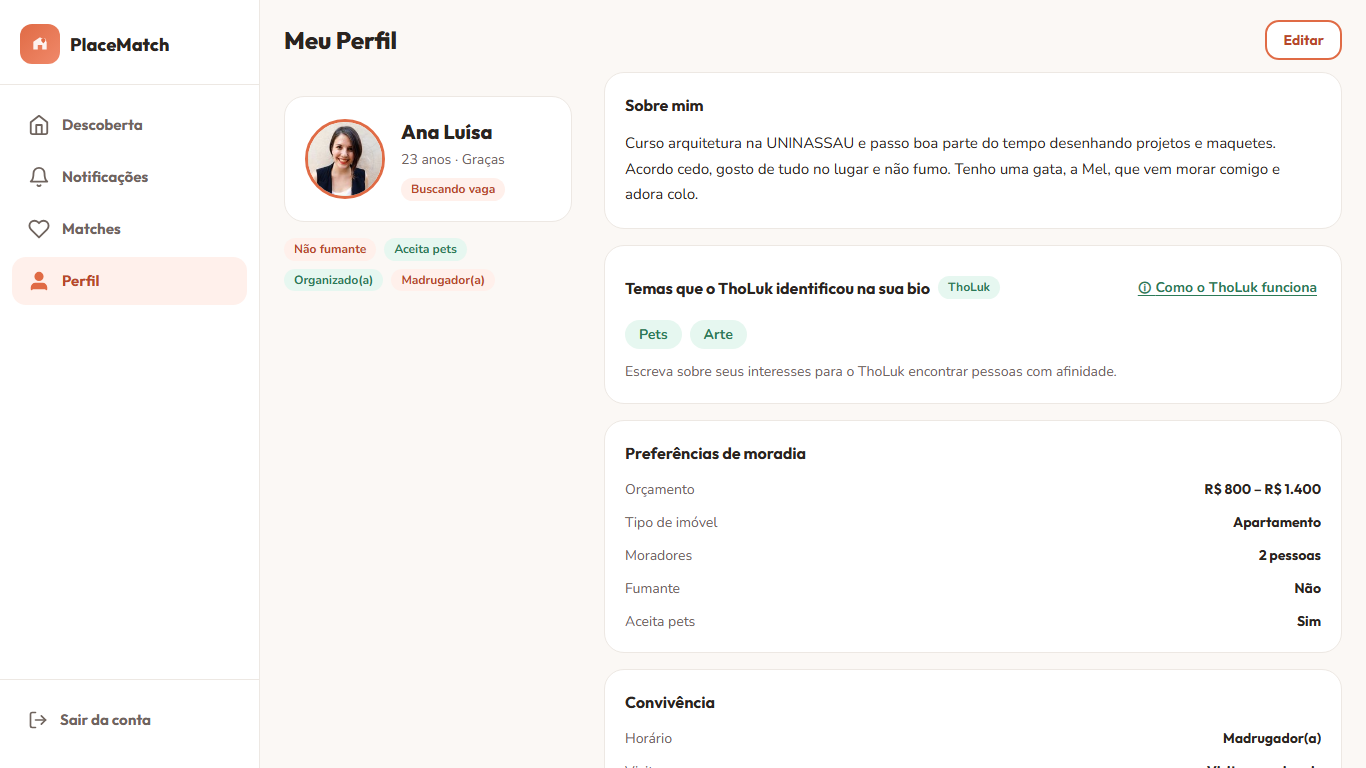 PlaceMatch
Descoberta
Notificações
Matches
Perfil
Sair da conta
Meu Perfil
Editar
Ana Luísa
23 anos · Graças
Buscando vaga
Não fumante
Aceita pets
Organizado(a)
Madrugador(a)
Sobre mim
Curso arquitetura na UNINASSAU e passo boa parte do tempo desenhando projetos e maquetes.
Acordo cedo, gosto de tudo no lugar e não fumo. Tenho uma gata, a Mel, que vem morar comigo e
adora colo.
Temas que o ThoLuk identificou na sua bio
ThoLuk
Como o ThoLuk funciona
Pets
Arte
Escreva sobre seus interesses para o ThoLuk encontrar pessoas com afinidade.
Preferências de moradia
Orçamento
R$ 800 – R$ 1.400
Tipo de imóvel
Apartamento
Moradores
2 pessoas
Fumante
Não
Aceita pets
Sim
Convivência
Horário
Madrugador(a)